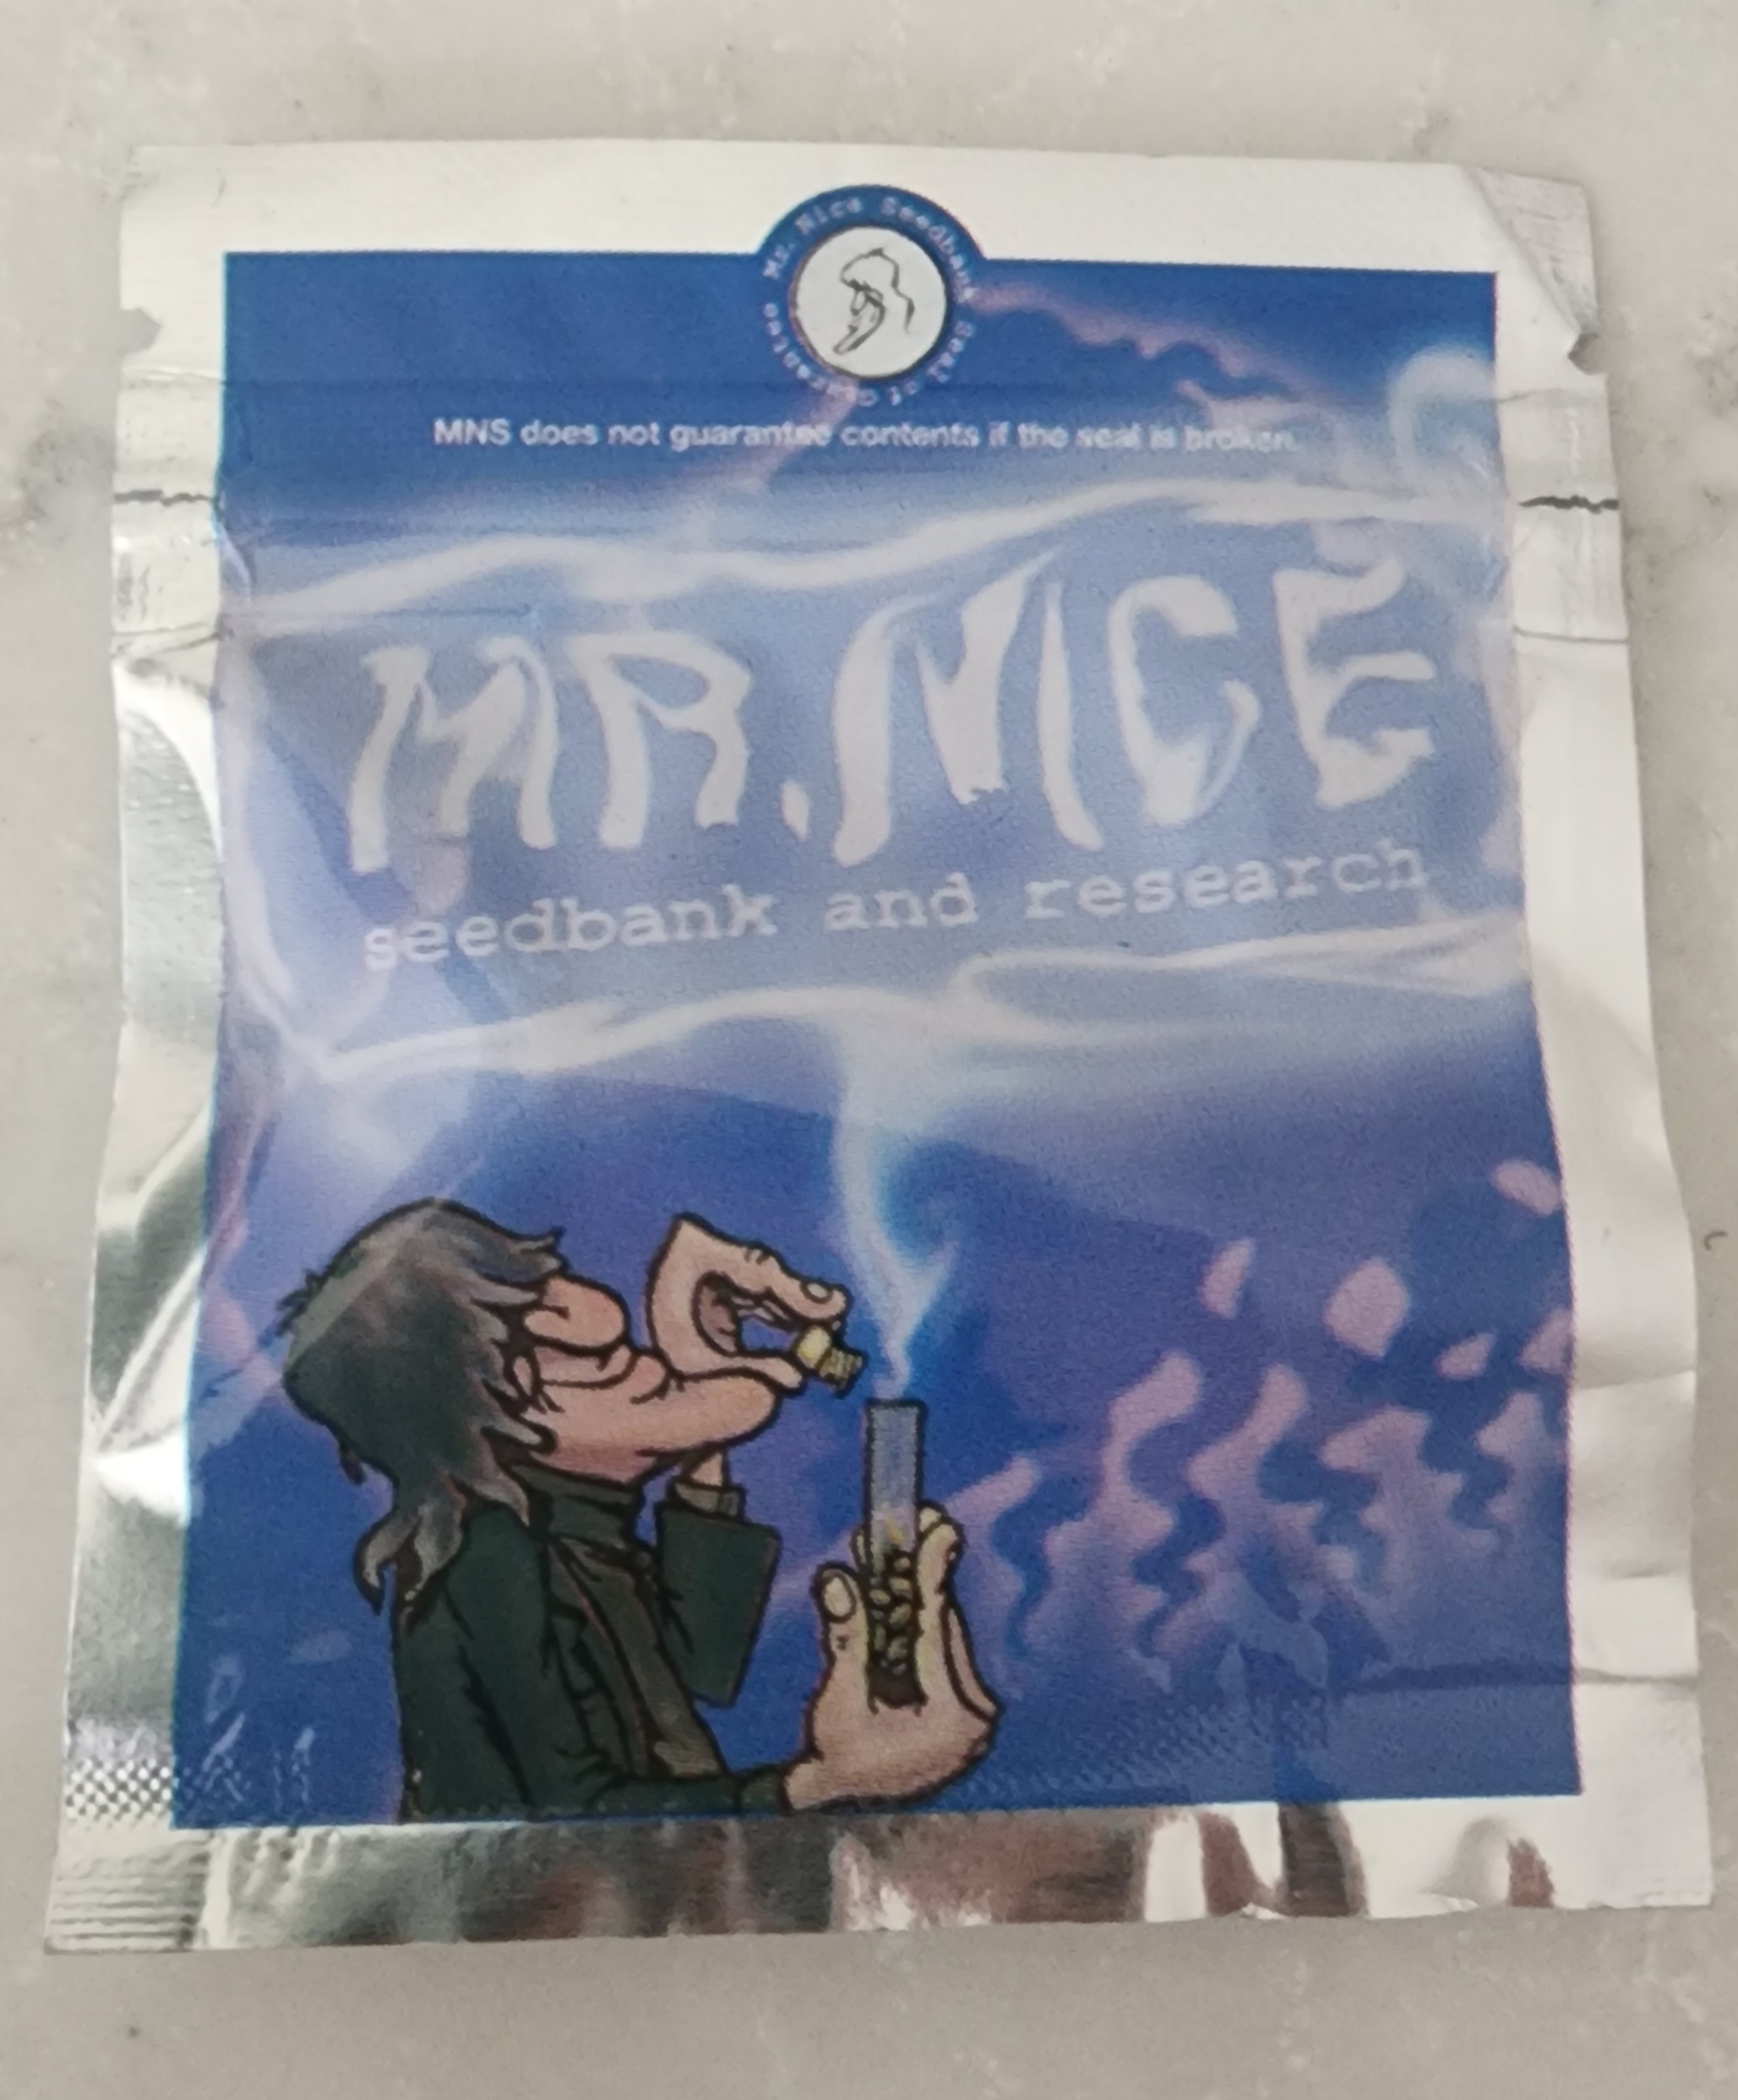 Mr. Nice Seedbank Seal of Guarantee
MNS does not guarantee contents if the seal is broken.
MR. NICE
seedbank and research